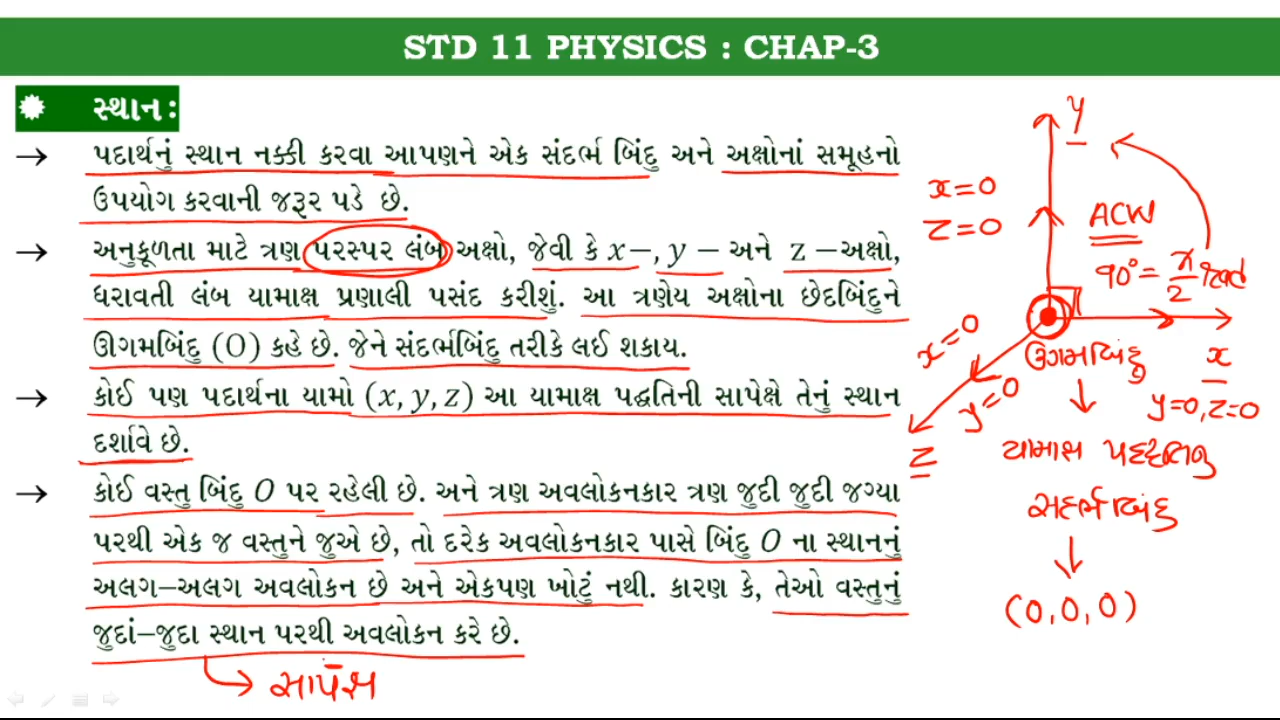 STD 11 PHYSICS : CHAP-3
સ્થાન :
→ પદાર્થનું સ્થાન નક્કી કરવા આપણને એક સંદર્ભ બિંદુ અને અક્ષોનાં સમૂહનો
ઉપયોગ કરવાની જરૂર પડે છે.
→ અનુકૂળતા માટે ત્રણ પરસ્પર લંબ અક્ષો, જેવી કે x−, y − અને z −અક્ષો,
ધરાવતી લંબ યામાક્ષ પ્રણાલી પસંદ કરીશું. આ ત્રણેય અક્ષોના છેદબિંદુને
ઊગમબિંદુ (O) કહે છે. જેને સંદર્ભબિંદુ તરીકે લઈ શકાય.
→ કોઈ પણ પદાર્થના યામો (x, y, z) આ યામાક્ષ પદ્ધતિની સાપેક્ષે તેનું સ્થાન
દર્શાવે છે.
→ કોઈ વસ્તુ બિંદુ O પર રહેલી છે. અને ત્રણ અવલોકનકાર ત્રણ જુદી જુદી જગ્યા
પરથી એક જ વસ્તુને જુએ છે, તો દરેક અવલોકનકાર પાસે બિંદુ O ના સ્થાનનું
અલગ−અલગ અવલોકન છે અને એકપણ ખોટું નથી. કારણ કે, તેઓ વસ્તુનું
જુદાં−જુદા સ્થાન પરથી અવલોકન કરે છે.
સાપેક્ષ
y
x=0
z=0
ACW
90°= π/2 rad
x=0
y=0
z
ઉગમબિંદુ
x
y=0, z=0
યામાક્ષ પદ્ધતિનુ
સંદર્ભબિંદુ
(0, 0, 0)